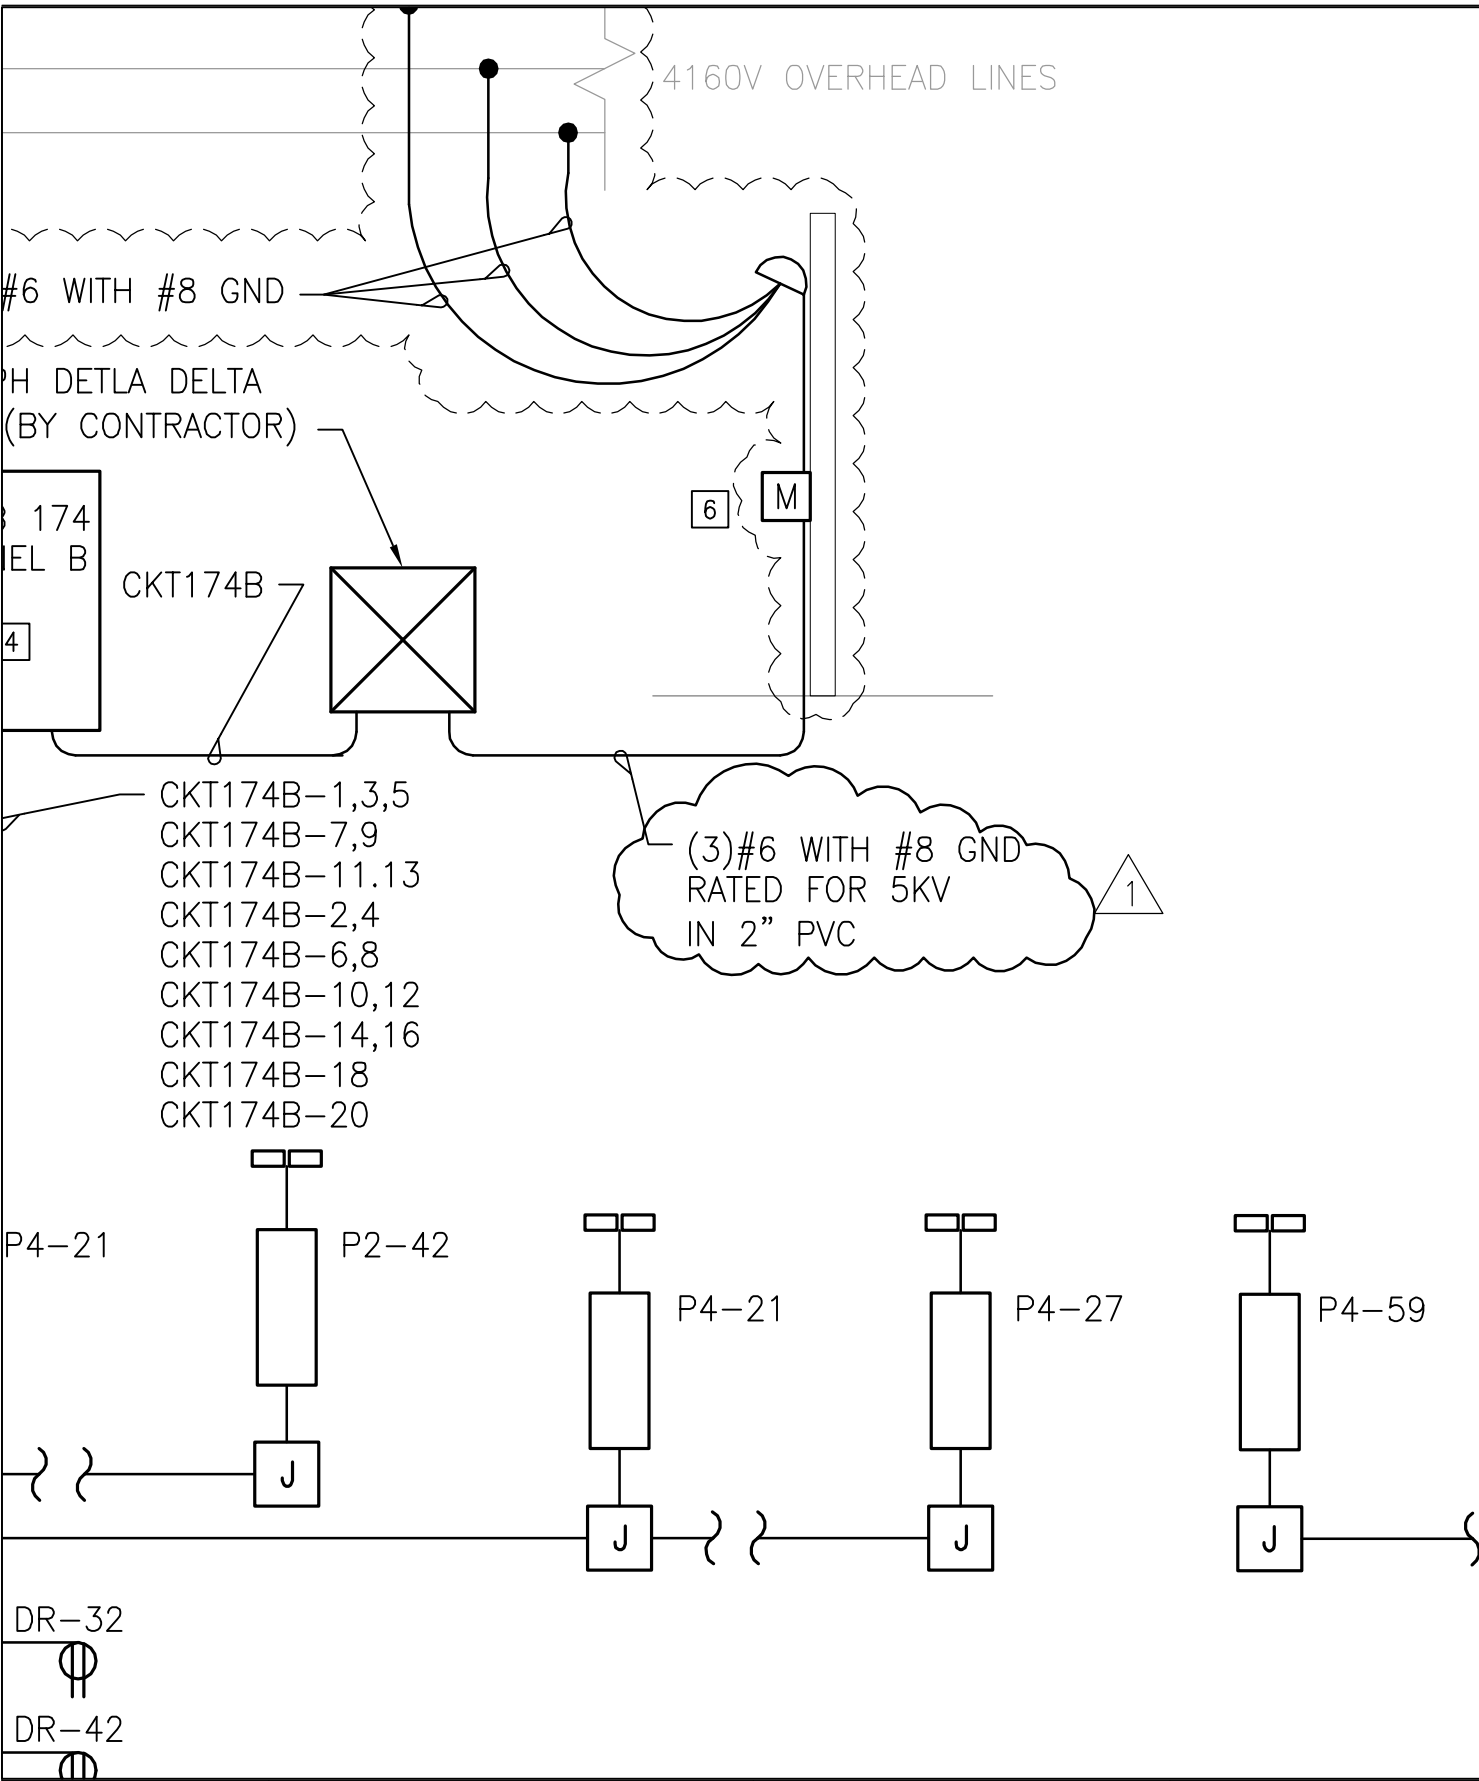 4160V OVERHEAD LINES
#6 WITH #8 GND
PH DETLA DELTA
(BY CONTRACTOR)
174
B
4
6
M
CKT174B
CKT174B-1,3,5
CKT174B-7,9
CKT174B-11.13
CKT174B-2,4
CKT174B-6,8
CKT174B-10,12
CKT174B-14,16
CKT174B-18
CKT174B-20
(3)#6 WITH #8 GND
RATED FOR 5KV
IN 2" PVC
1
P4-21
P2-42
P4-21
P4-27
P4-59
J
J
J
J
DR-32
DR-42